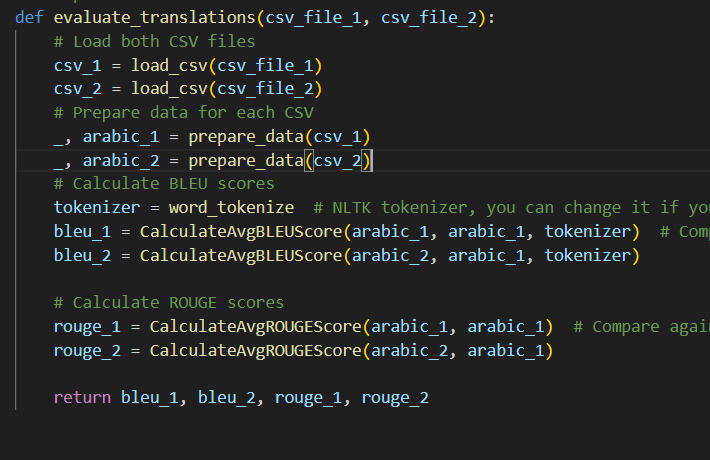 def evaluate_translations(csv_file_1, csv_file_2):
# Load both CSV files
csv_1 = load_csv(csv_file_1)
csv_2 = load_csv(csv_file_2)
# Prepare data for each CSV
_, arabic_1 = prepare_data(csv_1)
_, arabic_2 = prepare_data(csv_2)
# Calculate BLEU scores
tokenizer = word_tokenize  # NLTK tokenizer, you can change it if
bleu_1 = CalculateAvgBLEUScore(arabic_1, arabic_1, tokenizer)  #
bleu_2 = CalculateAvgBLEUScore(arabic_2, arabic_1, tokenizer)
# Calculate ROUGE scores
rouge_1 = CalculateAvgROUGEScore(arabic_1, arabic_1)  # Compare
rouge_2 = CalculateAvgROUGEScore(arabic_2, arabic_1)
return bleu_1, bleu_2, rouge_1, rouge_2